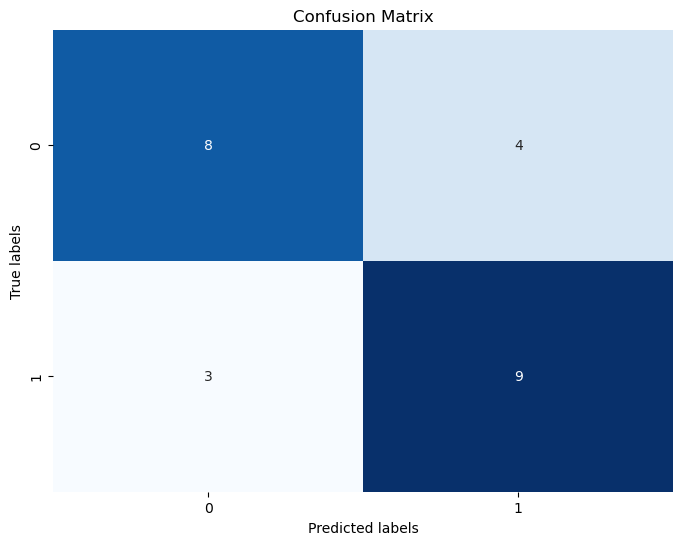 Confusion Matrix
True labels
0
8
4
1
3
9
0
1
Predicted labels